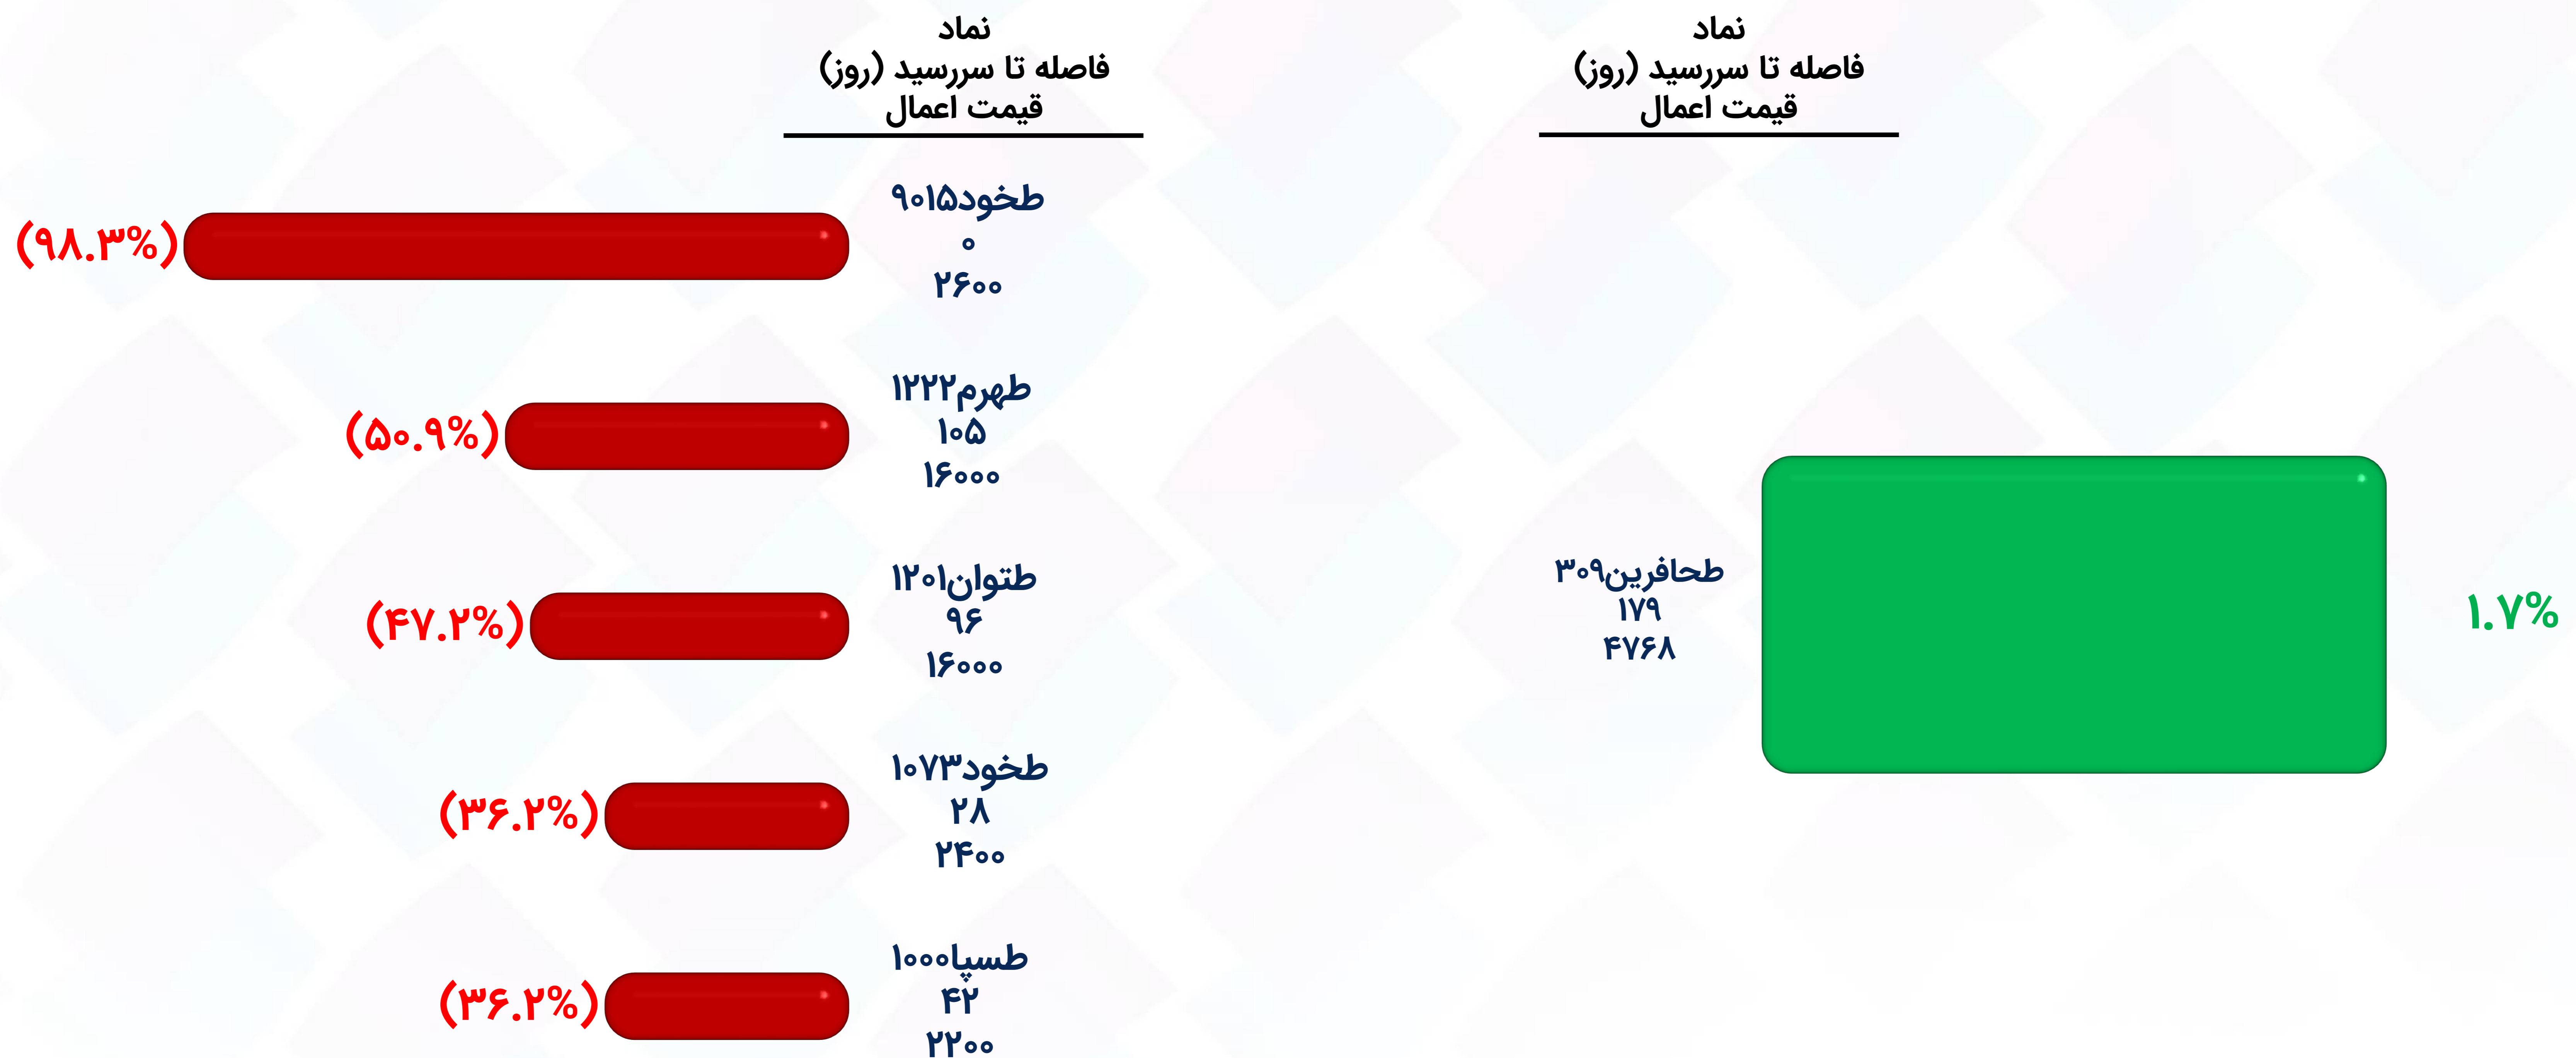 نماد
فاصله تا سررسید (روز)
قیمت اعمال
طحافرین۳۰۹
۱۷۹
۴۷۶۸
۱.۷%
نماد
فاصله تا سررسید (روز)
قیمت اعمال
طخود۹۰۱۵
۰
۲۶۰۰
(۹۸.۳%)
طهرم۱۲۲۲
۱۰۵
۱۶۰۰۰
(۵۰.۹%)
طتوان۱۲۰۱
۹۶
۱۶۰۰۰
(۴۷.۲%)
طخود۱۰۷۳
۲۸
۲۴۰۰
(۳۶.۲%)
طسپا۱۰۰۰
۴۲
۲۲۰۰
(۳۶.۲%)